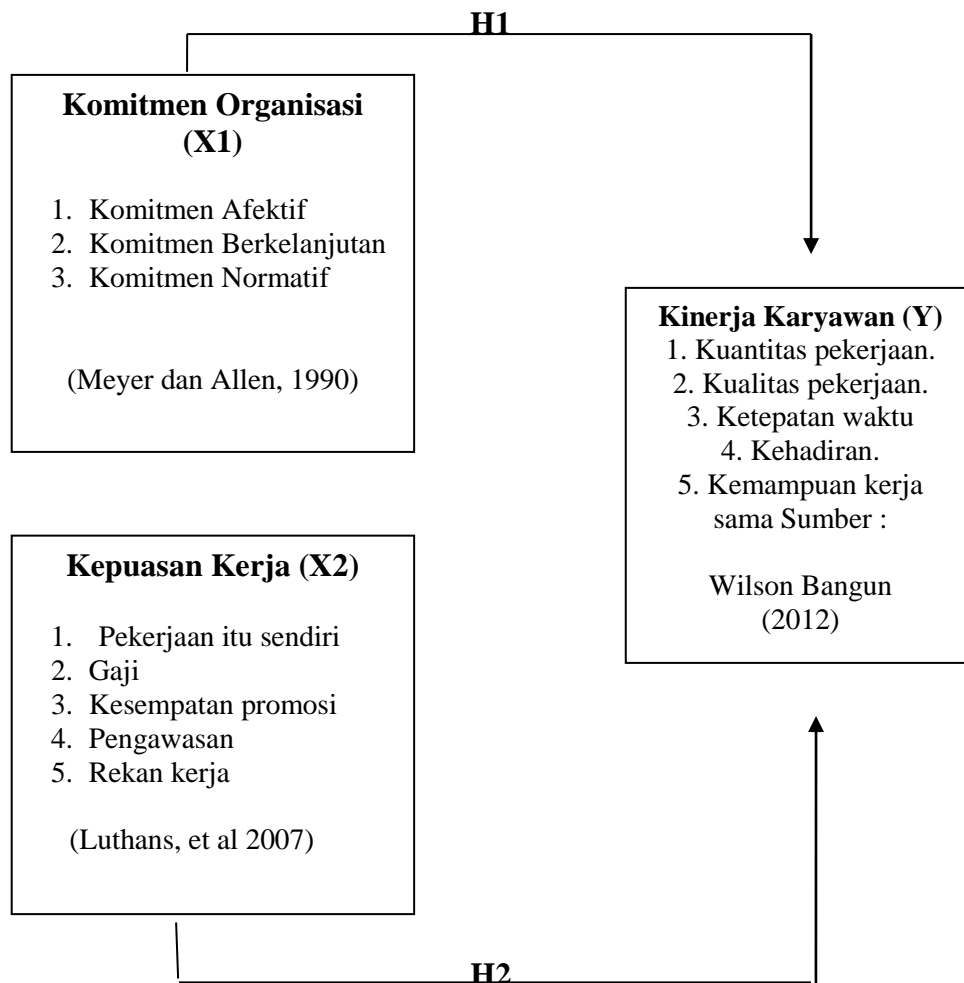 H1
Komitmen Organisasi
(X1)
1. Komitmen Afektif
2. Komitmen Berkelanjutan
3. Komitmen Normatif
(Meyer dan Allen, 1990)
Kinerja Karyawan (Y)
1. Kuantitas pekerjaan.
2. Kualitas pekerjaan.
3. Ketepatan waktu
4. Kehadiran.
5. Kemampuan kerja
sama Sumber :
Wilson Bangun
(2012)
Kepuasan Kerja (X2)
1. Pekerjaan itu sendiri
2. Gaji
3. Kesempatan promosi
4. Pengawasan
5. Rekan kerja
(Luthans, et al 2007)
H2